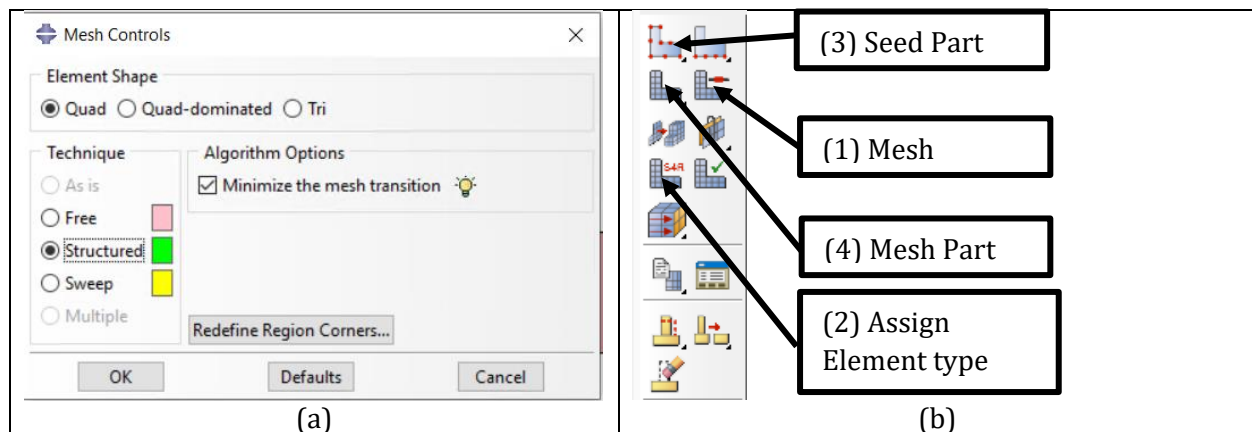 Mesh Controls
Element Shape
Quad Quad-dominated Tri
Technique
As is
Free
Structured
Sweep
Multiple
Algorithm Options
Minimize the mesh transition
Redefine Region Corners...
OK Defaults Cancel
(a)
(3) Seed Part
(1) Mesh
S4R
(4) Mesh Part
(2) Assign
Element type
(b)